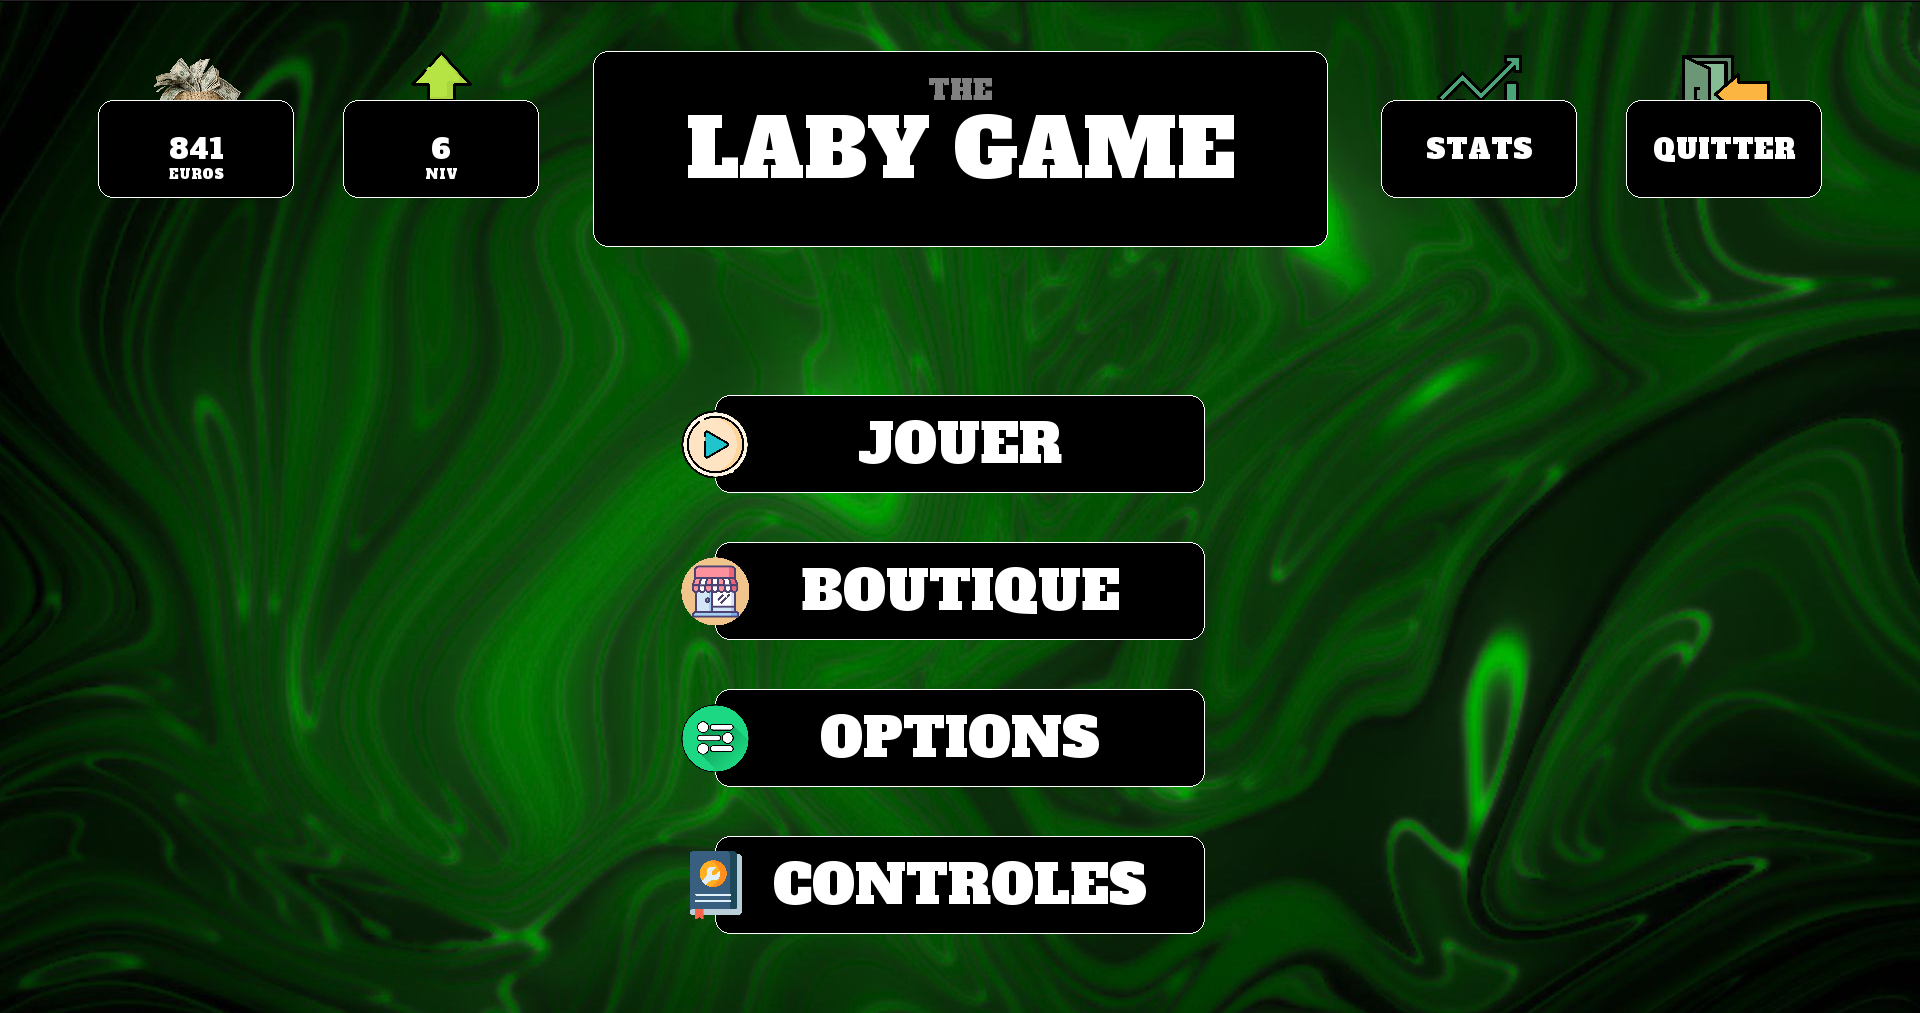 841
EUROS
6
NIV
THE
LABY GAME
STATS
QUITTER
JOUER
BOUTIQUE
OPTIONS
CONTROLES